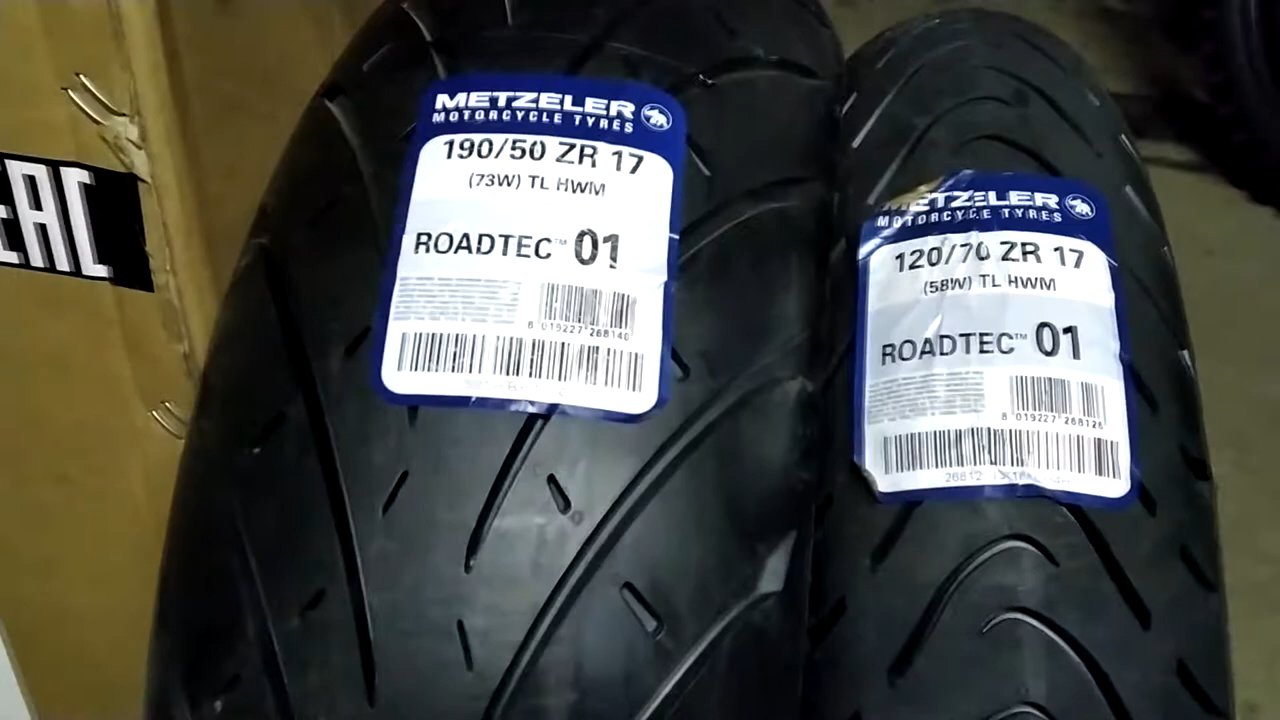 EAC
METZELER
MOTORCYCLE TYRES
190/50 ZR 17
(73W) TL HWM
ROADTEC™ 01
8 019227 268140
METZELER
MOTORCYCLE TYRES
120/70 ZR 17
(58W) TL HWM
ROADTEC™ 01
8 019227 268126